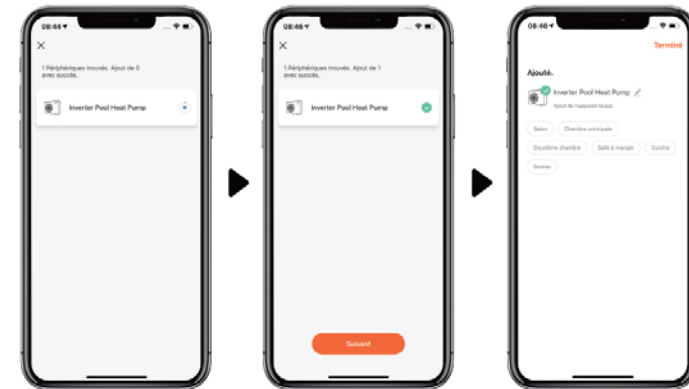 08:44
1 Périphériques trouvés. Ajout de 0
avec succès.
Inverter Pool Heat Pump
08:45
1 Périphériques trouvés. Ajout de 1
avec succès.
Inverter Pool Heat Pump
Suivant
08:46
Terminé
Ajouté.
Inverter Pool Heat Pump
Ajout de l'appareil réussi
Salon Chambre principale
Deuxième chambre Salle à manger Cuisine
Bureau